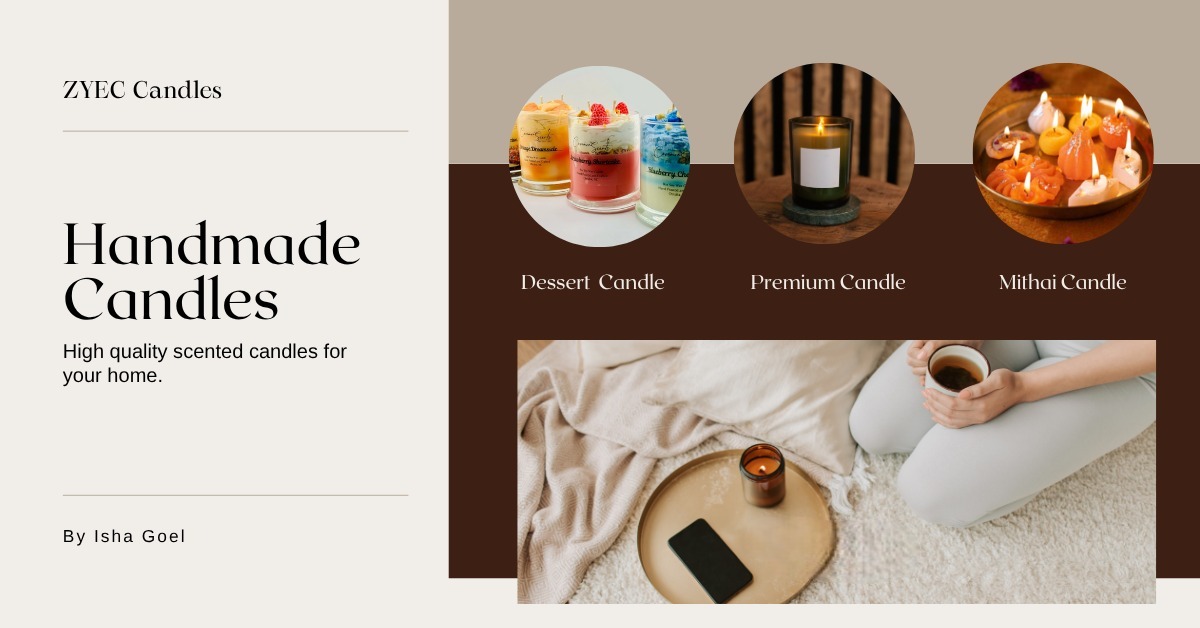 ZYEC Candles
Handmade
Candles
High quality scented candles for
your home.
By Isha Goel
Dessert Candle
Premium Candle
Mithai Candle